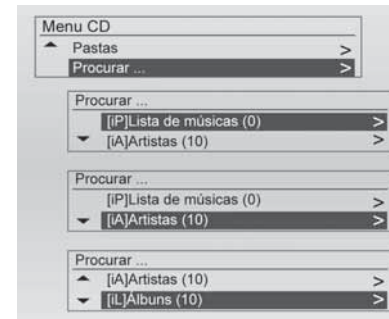 Menu CD
Pastas >
Procurar ... >
Procurar ...
[iP]Lista de músicas (0) >
[iA]Artistas (10) >
Procurar ...
[iP]Lista de músicas (0) >
[iA]Artistas (10) >
Procurar ...
[iA]Artistas (10) >
[iL]Álbuns (10) >